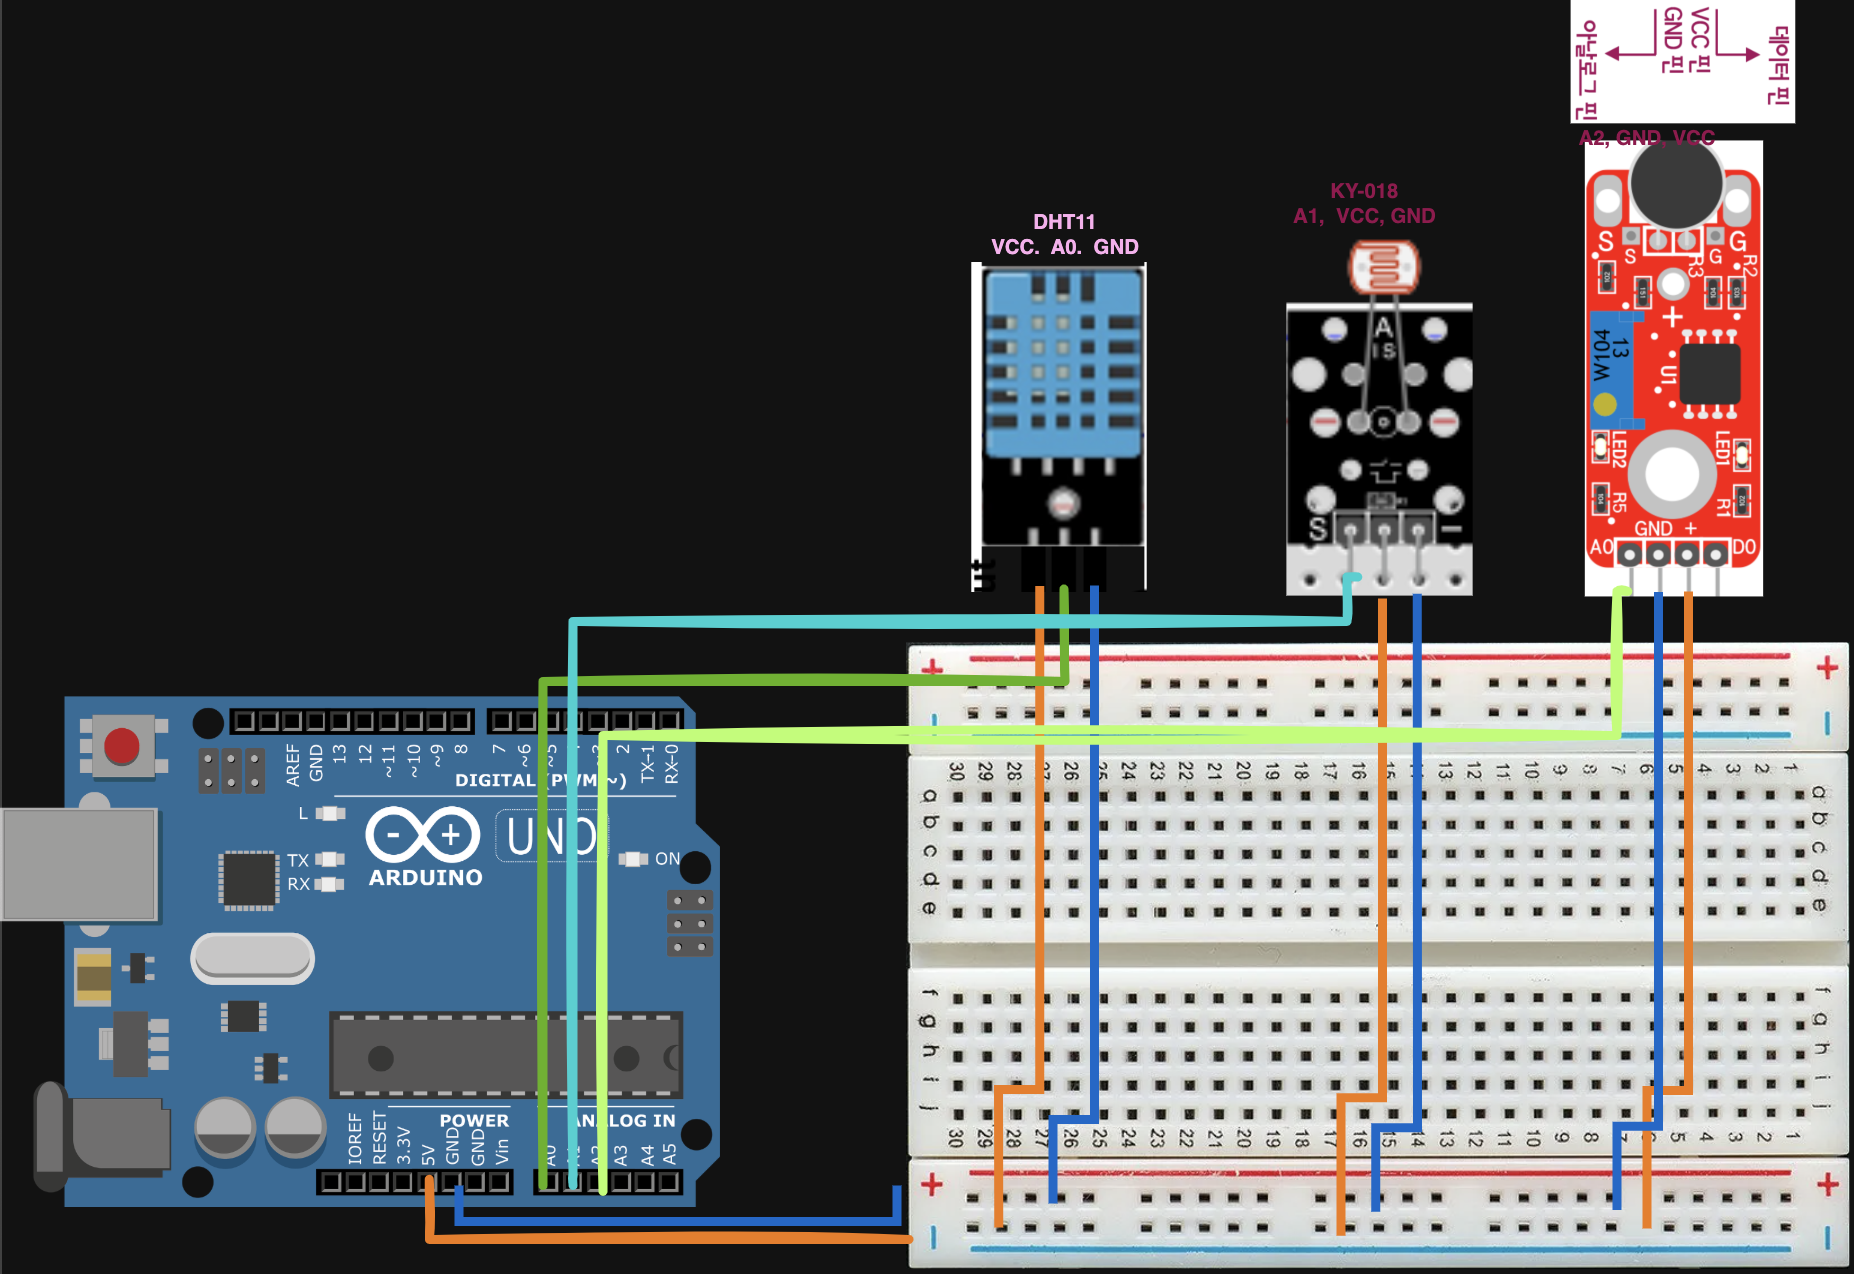 아날로그 핀
GND 핀
VCC 핀
데이터 핀
A2, GND, VCC
KY-018
A1, VCC, GND
DHT11
VCC. A0. GND
S G
S G
R3 R2
102 151 104 103
+
13
W104
U1
LED2 LED1
R5 R1
GND +
A0 D0
A
S
S −
+ +
AREF GND 13 12 ~11 ~10 ~9 8 7 ~6 ~5 2 TX-1 RX-0
DIGITAL (PWM ~)
L
UNO
TX
RX
ON
ARDUINO
30 29 28 27 26 25 24 23 22 21 20 19 18 17 16 15 14 13 12 11 10 9 8 7 6 5 4 3 2 1
a a
b b
c c
d d
e e
f f
g g
h h
i i
j j
30 29 28 27 26 25 24 23 22 21 20 19 18 17 16 15 14 13 12 11 10 9 8 7 6 5 4 3 2 1
POWER ANALOG IN
IOREF RESET 3.3V 5V GND GND Vin A0 A1 A2 A3 A4 A5
+ +